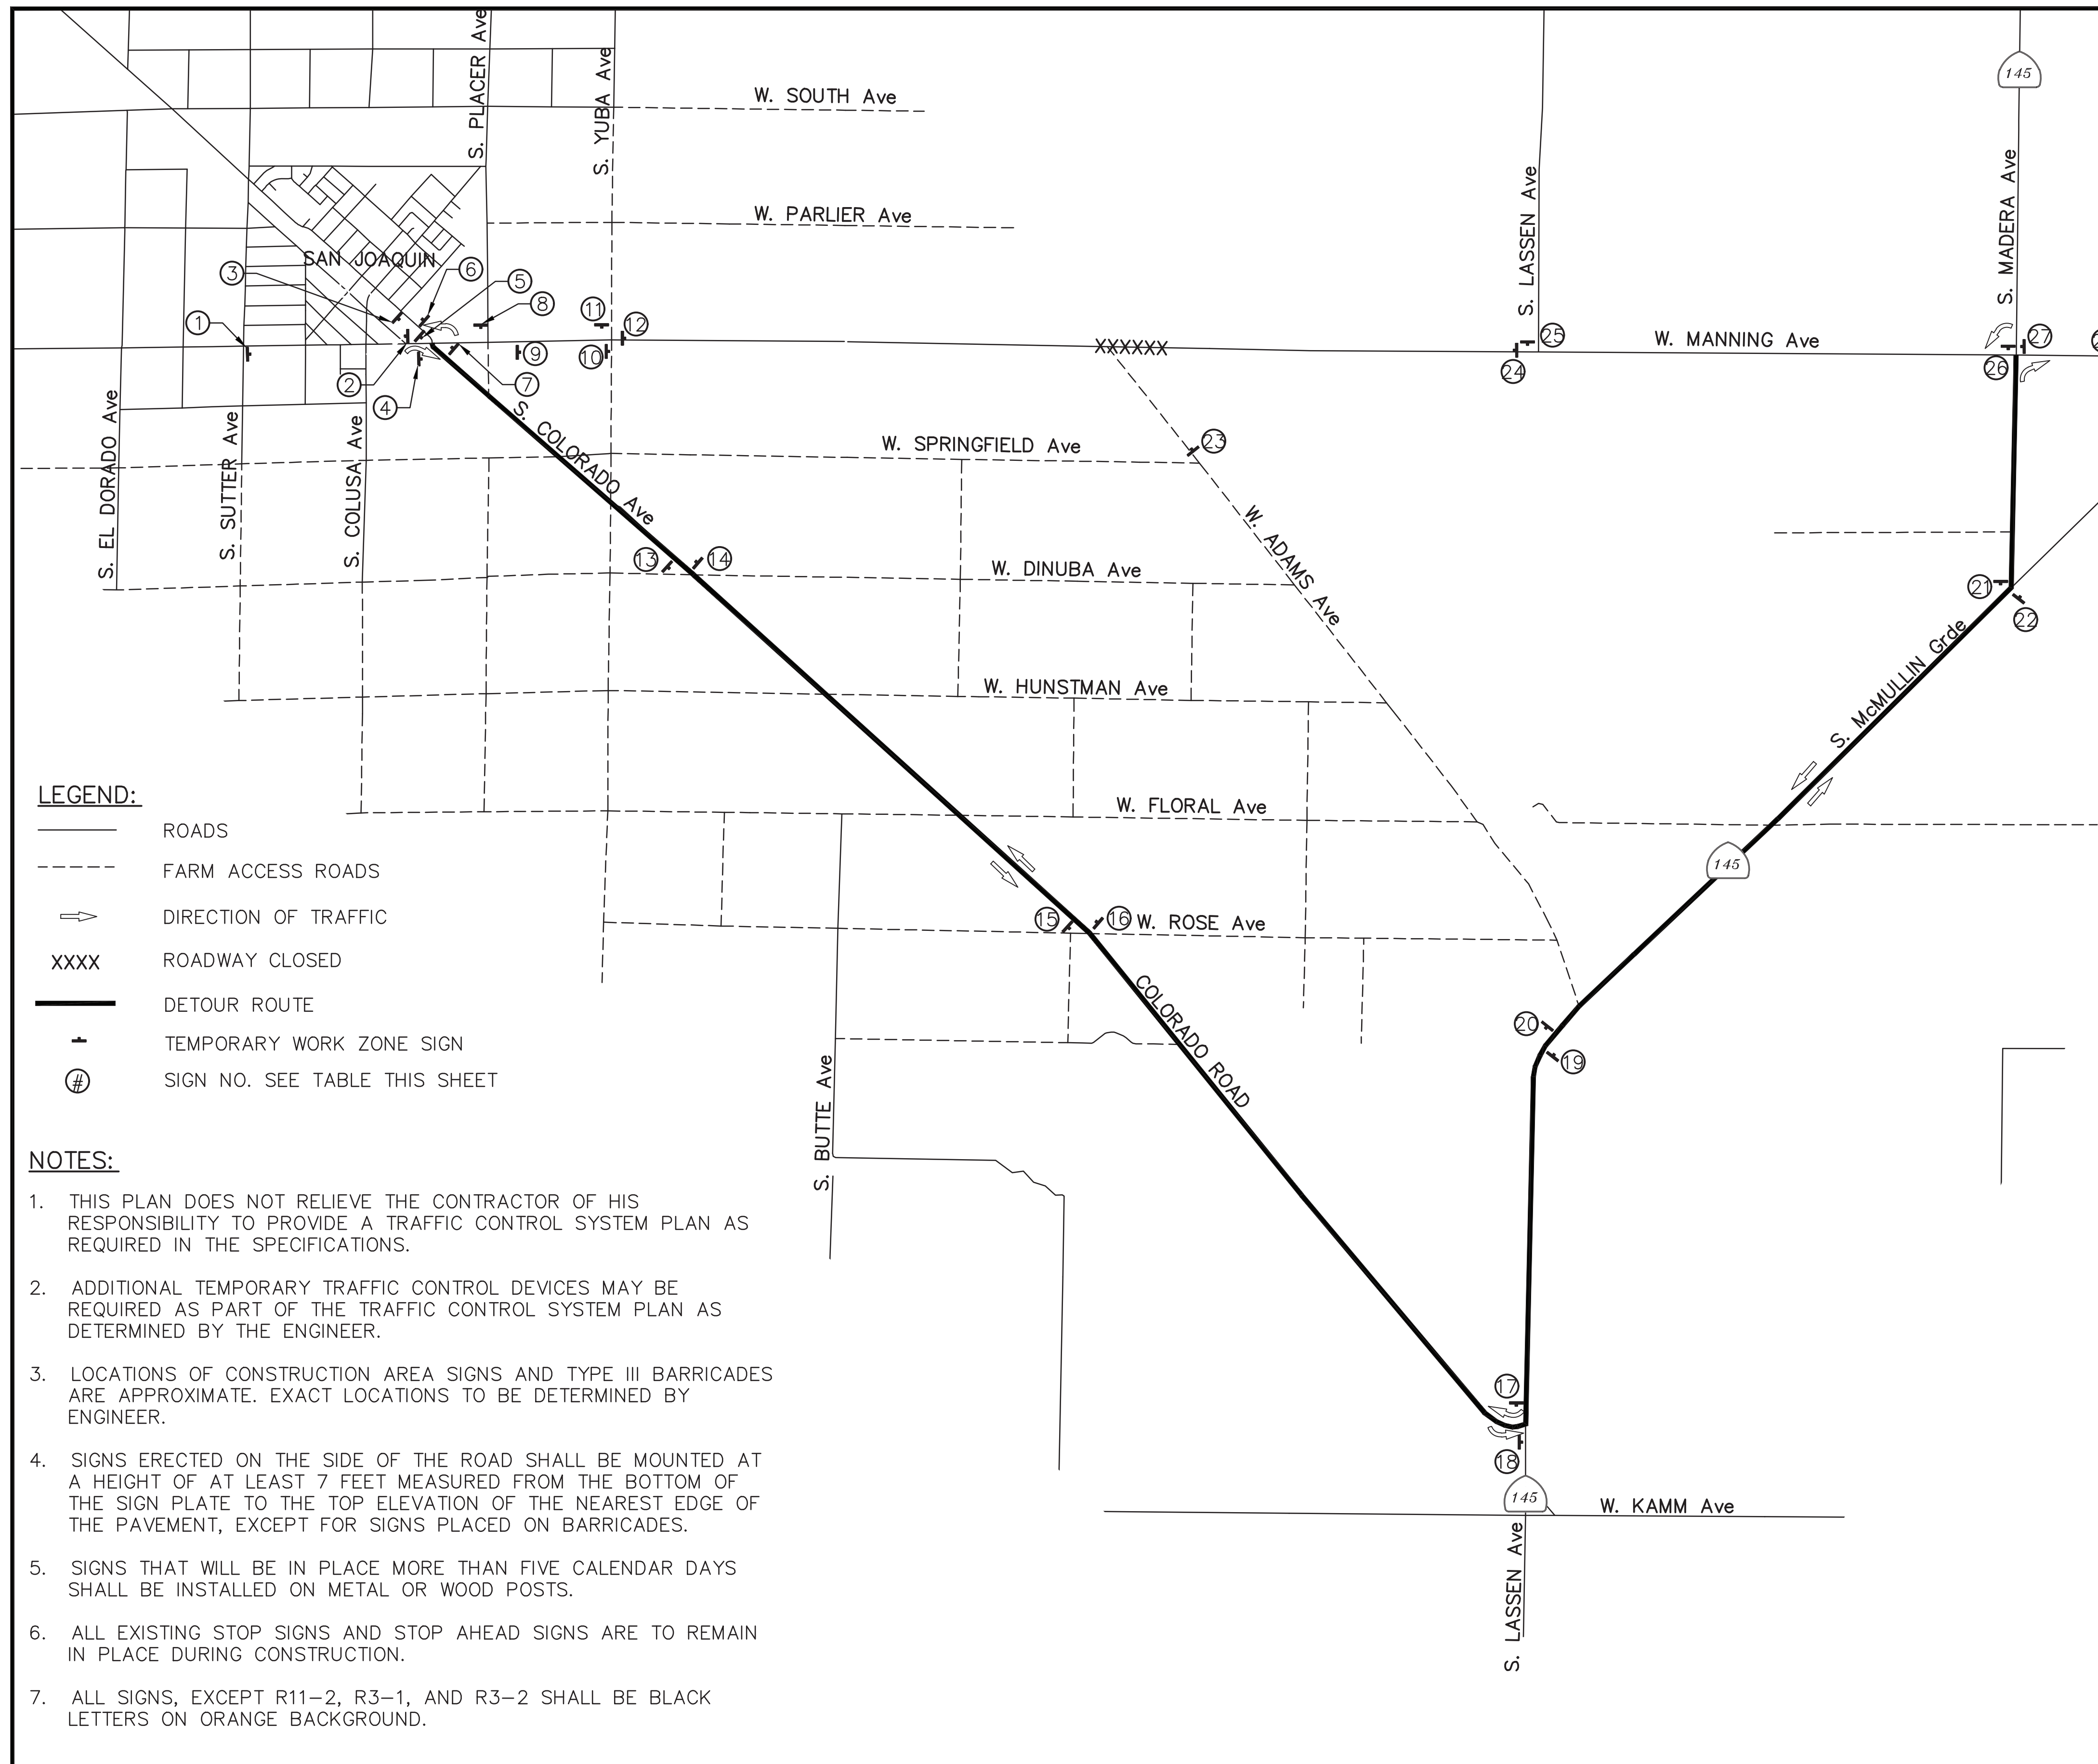 S. PLACER Ave
S. YUBA Ave
145
W. SOUTH Ave
S. LASSEN Ave
S. MADERA Ave
W. PARLIER Ave
SAN JOAQUIN
3
6
5
8
1
11
12
9
10
2
7
4
25
W. MANNING Ave
27
24
26
S. EL DORADO Ave
S. SUTTER Ave
S. COLUSA Ave
S. COLORADO Ave
XXXXXX
W. SPRINGFIELD Ave
23
W. ADAMS Ave
13
14
W. DINUBA Ave
21
22
W. HUNSTMAN Ave
S. McMULLIN Grde
W. FLORAL Ave
145
15
16
W. ROSE Ave
COLORADO ROAD
20
19
S. BUTTE Ave
17
18
145
W. KAMM Ave
S. LASSEN Ave
LEGEND:
ROADS
FARM ACCESS ROADS
DIRECTION OF TRAFFIC
XXXX ROADWAY CLOSED
DETOUR ROUTE
TEMPORARY WORK ZONE SIGN
# SIGN NO. SEE TABLE THIS SHEET
NOTES:
1. THIS PLAN DOES NOT RELIEVE THE CONTRACTOR OF HIS
RESPONSIBILITY TO PROVIDE A TRAFFIC CONTROL SYSTEM PLAN AS
REQUIRED IN THE SPECIFICATIONS.
2. ADDITIONAL TEMPORARY TRAFFIC CONTROL DEVICES MAY BE
REQUIRED AS PART OF THE TRAFFIC CONTROL SYSTEM PLAN AS
DETERMINED BY THE ENGINEER.
3. LOCATIONS OF CONSTRUCTION AREA SIGNS AND TYPE III BARRICADES
ARE APPROXIMATE. EXACT LOCATIONS TO BE DETERMINED BY
ENGINEER.
4. SIGNS ERECTED ON THE SIDE OF THE ROAD SHALL BE MOUNTED AT
A HEIGHT OF AT LEAST 7 FEET MEASURED FROM THE BOTTOM OF
THE SIGN PLATE TO THE TOP ELEVATION OF THE NEAREST EDGE OF
THE PAVEMENT, EXCEPT FOR SIGNS PLACED ON BARRICADES.
5. SIGNS THAT WILL BE IN PLACE MORE THAN FIVE CALENDAR DAYS
SHALL BE INSTALLED ON METAL OR WOOD POSTS.
6. ALL EXISTING STOP SIGNS AND STOP AHEAD SIGNS ARE TO REMAIN
IN PLACE DURING CONSTRUCTION.
7. ALL SIGNS, EXCEPT R11-2, R3-1, AND R3-2 SHALL BE BLACK
LETTERS ON ORANGE BACKGROUND.